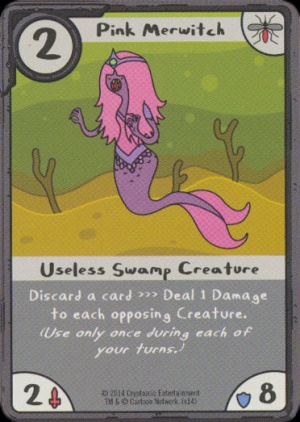 2
Pink Merwitch
Useless Swamp Creature
Discard a card >>> Deal 1 Damage
to each opposing Creature.
(Use only once during each of
your turns.)
2
© 2014 Cryptozoic Entertainment
TM & © Cartoon Network. (s14)
8